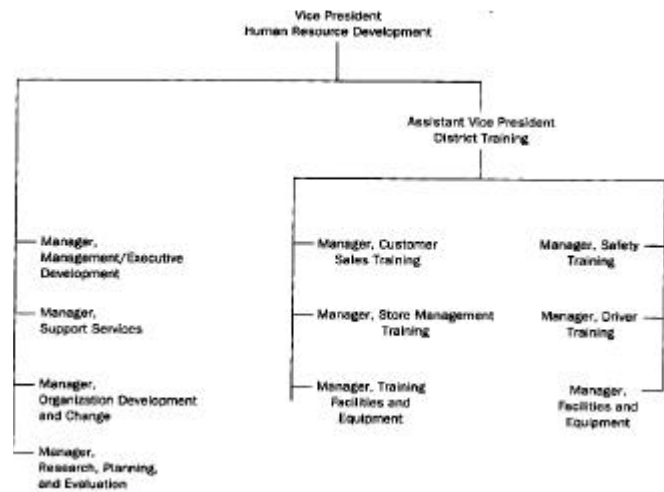 Vice President
Human Resource Development
Assistant Vice President
District Training
Manager,
Management/Executive
Development
Manager,
Support Services
Manager,
Organization Development
and Change
Manager,
Research, Planning,
and Evaluation
Manager, Customer
Sales Training
Manager, Store Management
Training
Manager, Training
Facilities and
Equipment
Manager, Safety
Training
Manager, Driver
Training
Manager,
Facilities and
Equipment